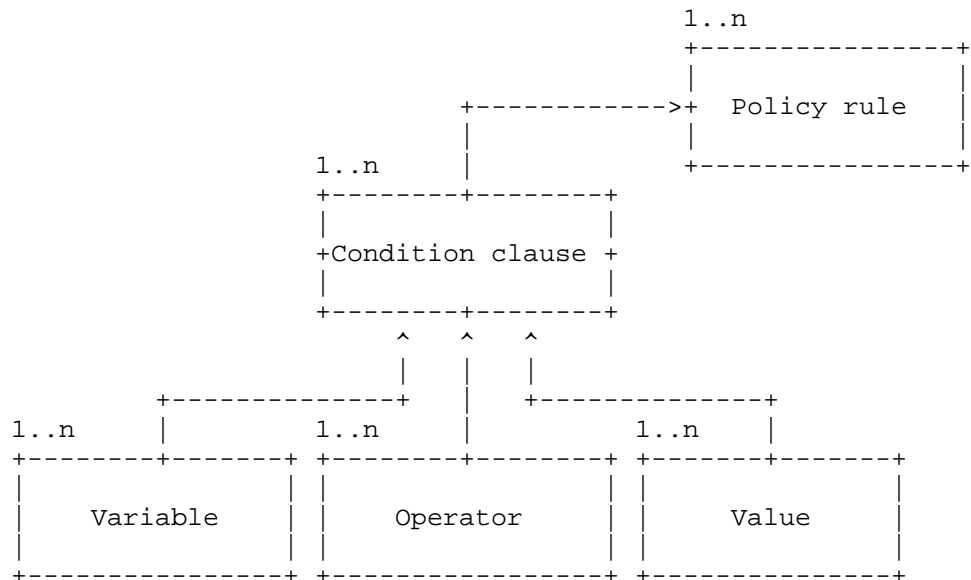 1..n
Policy rule
1..n
Condition clause
1..n 1..n 1..n
Variable Operator Value